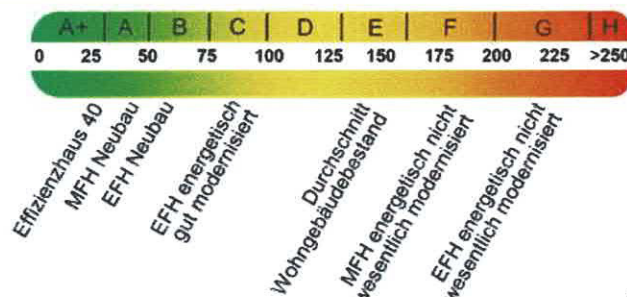 A+ A B C D E F G H
0 25 50 75 100 125 150 175 200 225 >250
Effizienzhaus 40
MFH Neubau
EFH Neubau
EFH energetisch
gut modernisiert
Durchschnitt
Wohngebäudebestand
MFH energetisch nicht
wesentlich modernisiert
EFH energetisch nicht
wesentlich modernisiert